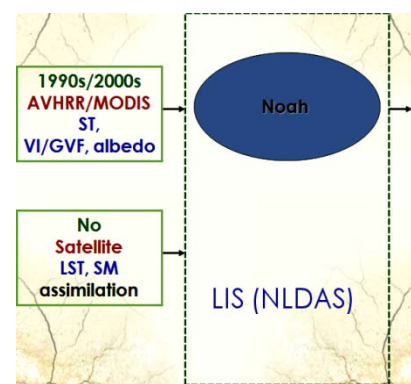 1990s/2000s
AVHRR/MODIS
ST,
VI/GVF, albedo
Noah
No
Satellite
LST, SM
assimilation
LIS (NLDAS)